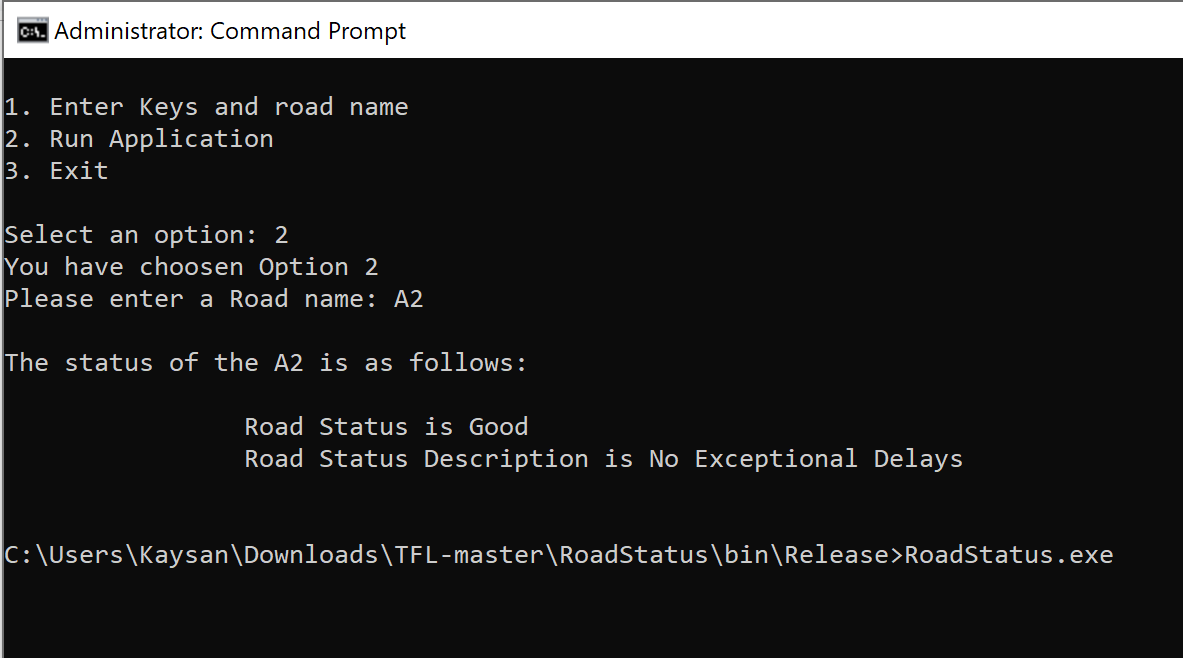 Administrator: Command Prompt
1. Enter Keys and road name
2. Run Application
3. Exit
Select an option: 2
You have choosen Option 2
Please enter a Road name: A2
The status of the A2 is as follows:
Road Status is Good
Road Status Description is No Exceptional Delays
C:\Users\Kaysan\Downloads\TFL-master\RoadStatus\bin\Release>RoadStatus.exe